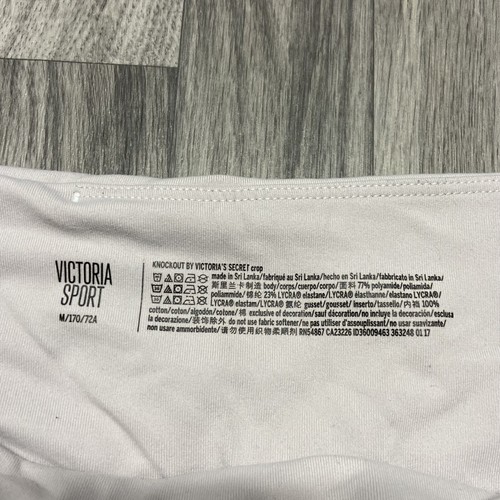 VICTORIA
SPORT
M/170/72A
KNOCKOUT BY VICTORIA'S SECRET crop
made in Sri Lanka/fabriqué au Sri Lanka/hecho en Sri Lanka/fabbricato in Sri Lanka/
斯里兰卡制造 body/corps/cuerpo/corpo/面料 77% polyamide/poliamida/
poliammide/棉纶 23% LYCRA® elastane/LYCRA® élasthanne/elastano LYCRA®/
LYCRA® elastam/LYCRA® 氨纶 gusset/gousset/inserto/tassello/内裆 100%
cotton/coton/algodón/cotone/棉 exclusive of decoration/sauf décoration/no incluye la decoración/esclusa
la decorazione/装饰除外 do not use fabric softener/ne pas utiliser d'assouplissant/no usar suavizante/
non usare ammorbidente/请勿使用织物柔顺剂 RN54867 CA23226 ID36009463 363248 01 17